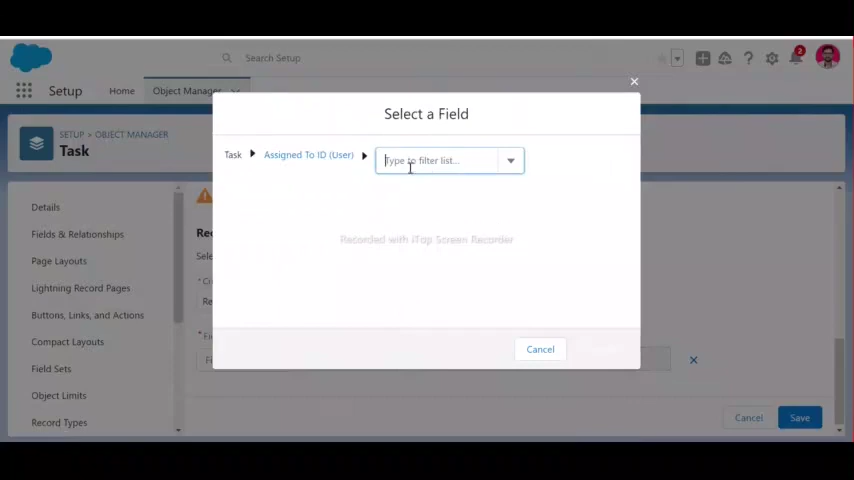 Search Setup
2
Setup
Home
Object Manager
Select a Field
SETUP > OBJECT MANAGER
Task
Task
Assigned To ID (User)
Type to filter list...
Details
Fields & Relationships
Page Layouts
Lightning Record Pages
Buttons, Links, and Actions
Compact Layouts
Field Sets
Object Limits
Record Types
Recorded with iTop Screen Recorder
Cancel
Cancel
Save